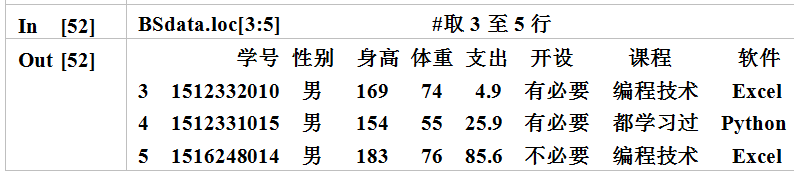 In [52] BSdata.loc[3:5] #取 3 至 5 行
Out [52] 学号 性别 身高 体重 支出 开设 课程 软件
3 1512332010 男 169 74 4.9 有必要 编程技术 Excel
4 1512331015 男 154 55 25.9 有必要 都学习过 Python
5 1516248014 男 183 76 85.6 不必要 编程技术 Excel